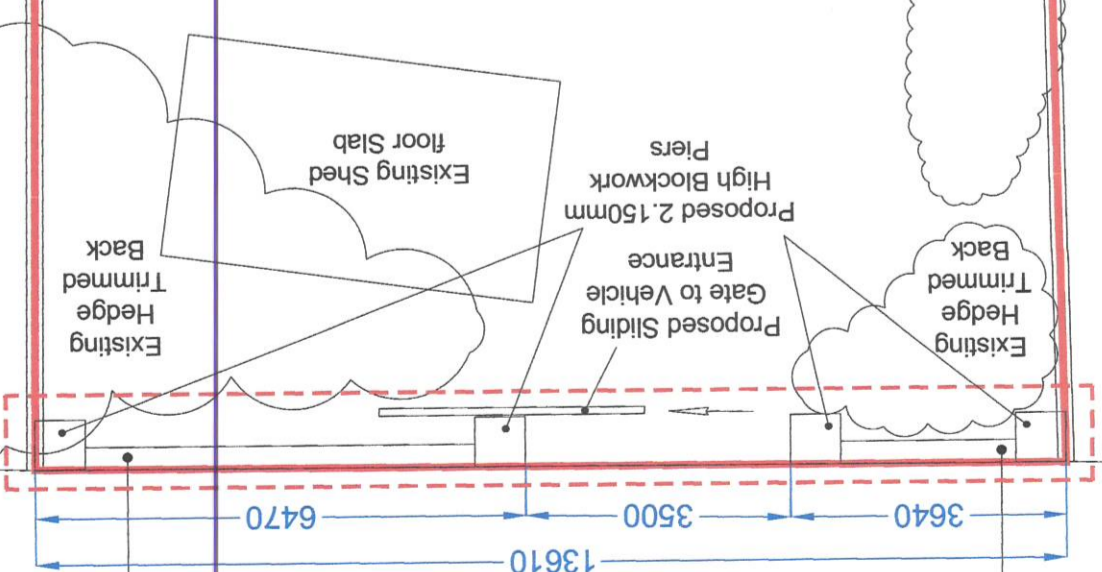 13610
3640
3500
6470
Existing
Hedge
Trimmed
Back
Proposed Sliding
Gate to Vehicle
Entrance
Proposed 2.150mm
High Blockwork
Piers
Existing Shed
floor Slab
Existing
Hedge
Trimmed
Back